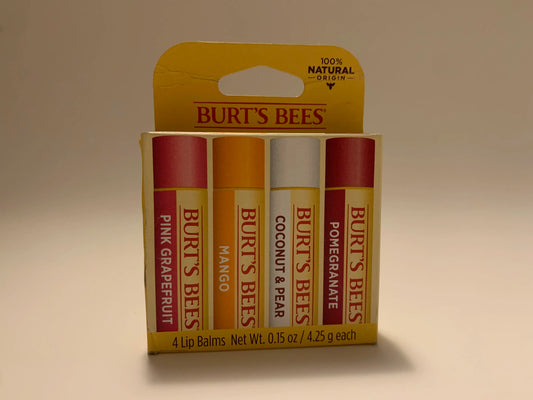 100%
NATURAL
ORIGIN
BURT'S BEES®
PINK GRAPEFRUIT
BURT'S BEES
MANGO
BURT'S BEES
COCONUT & PEAR
BURT'S BEES
POMEGRANATE
BURT'S BEES
4 Lip Balms Net Wt. 0.15 oz / 4.25 g each